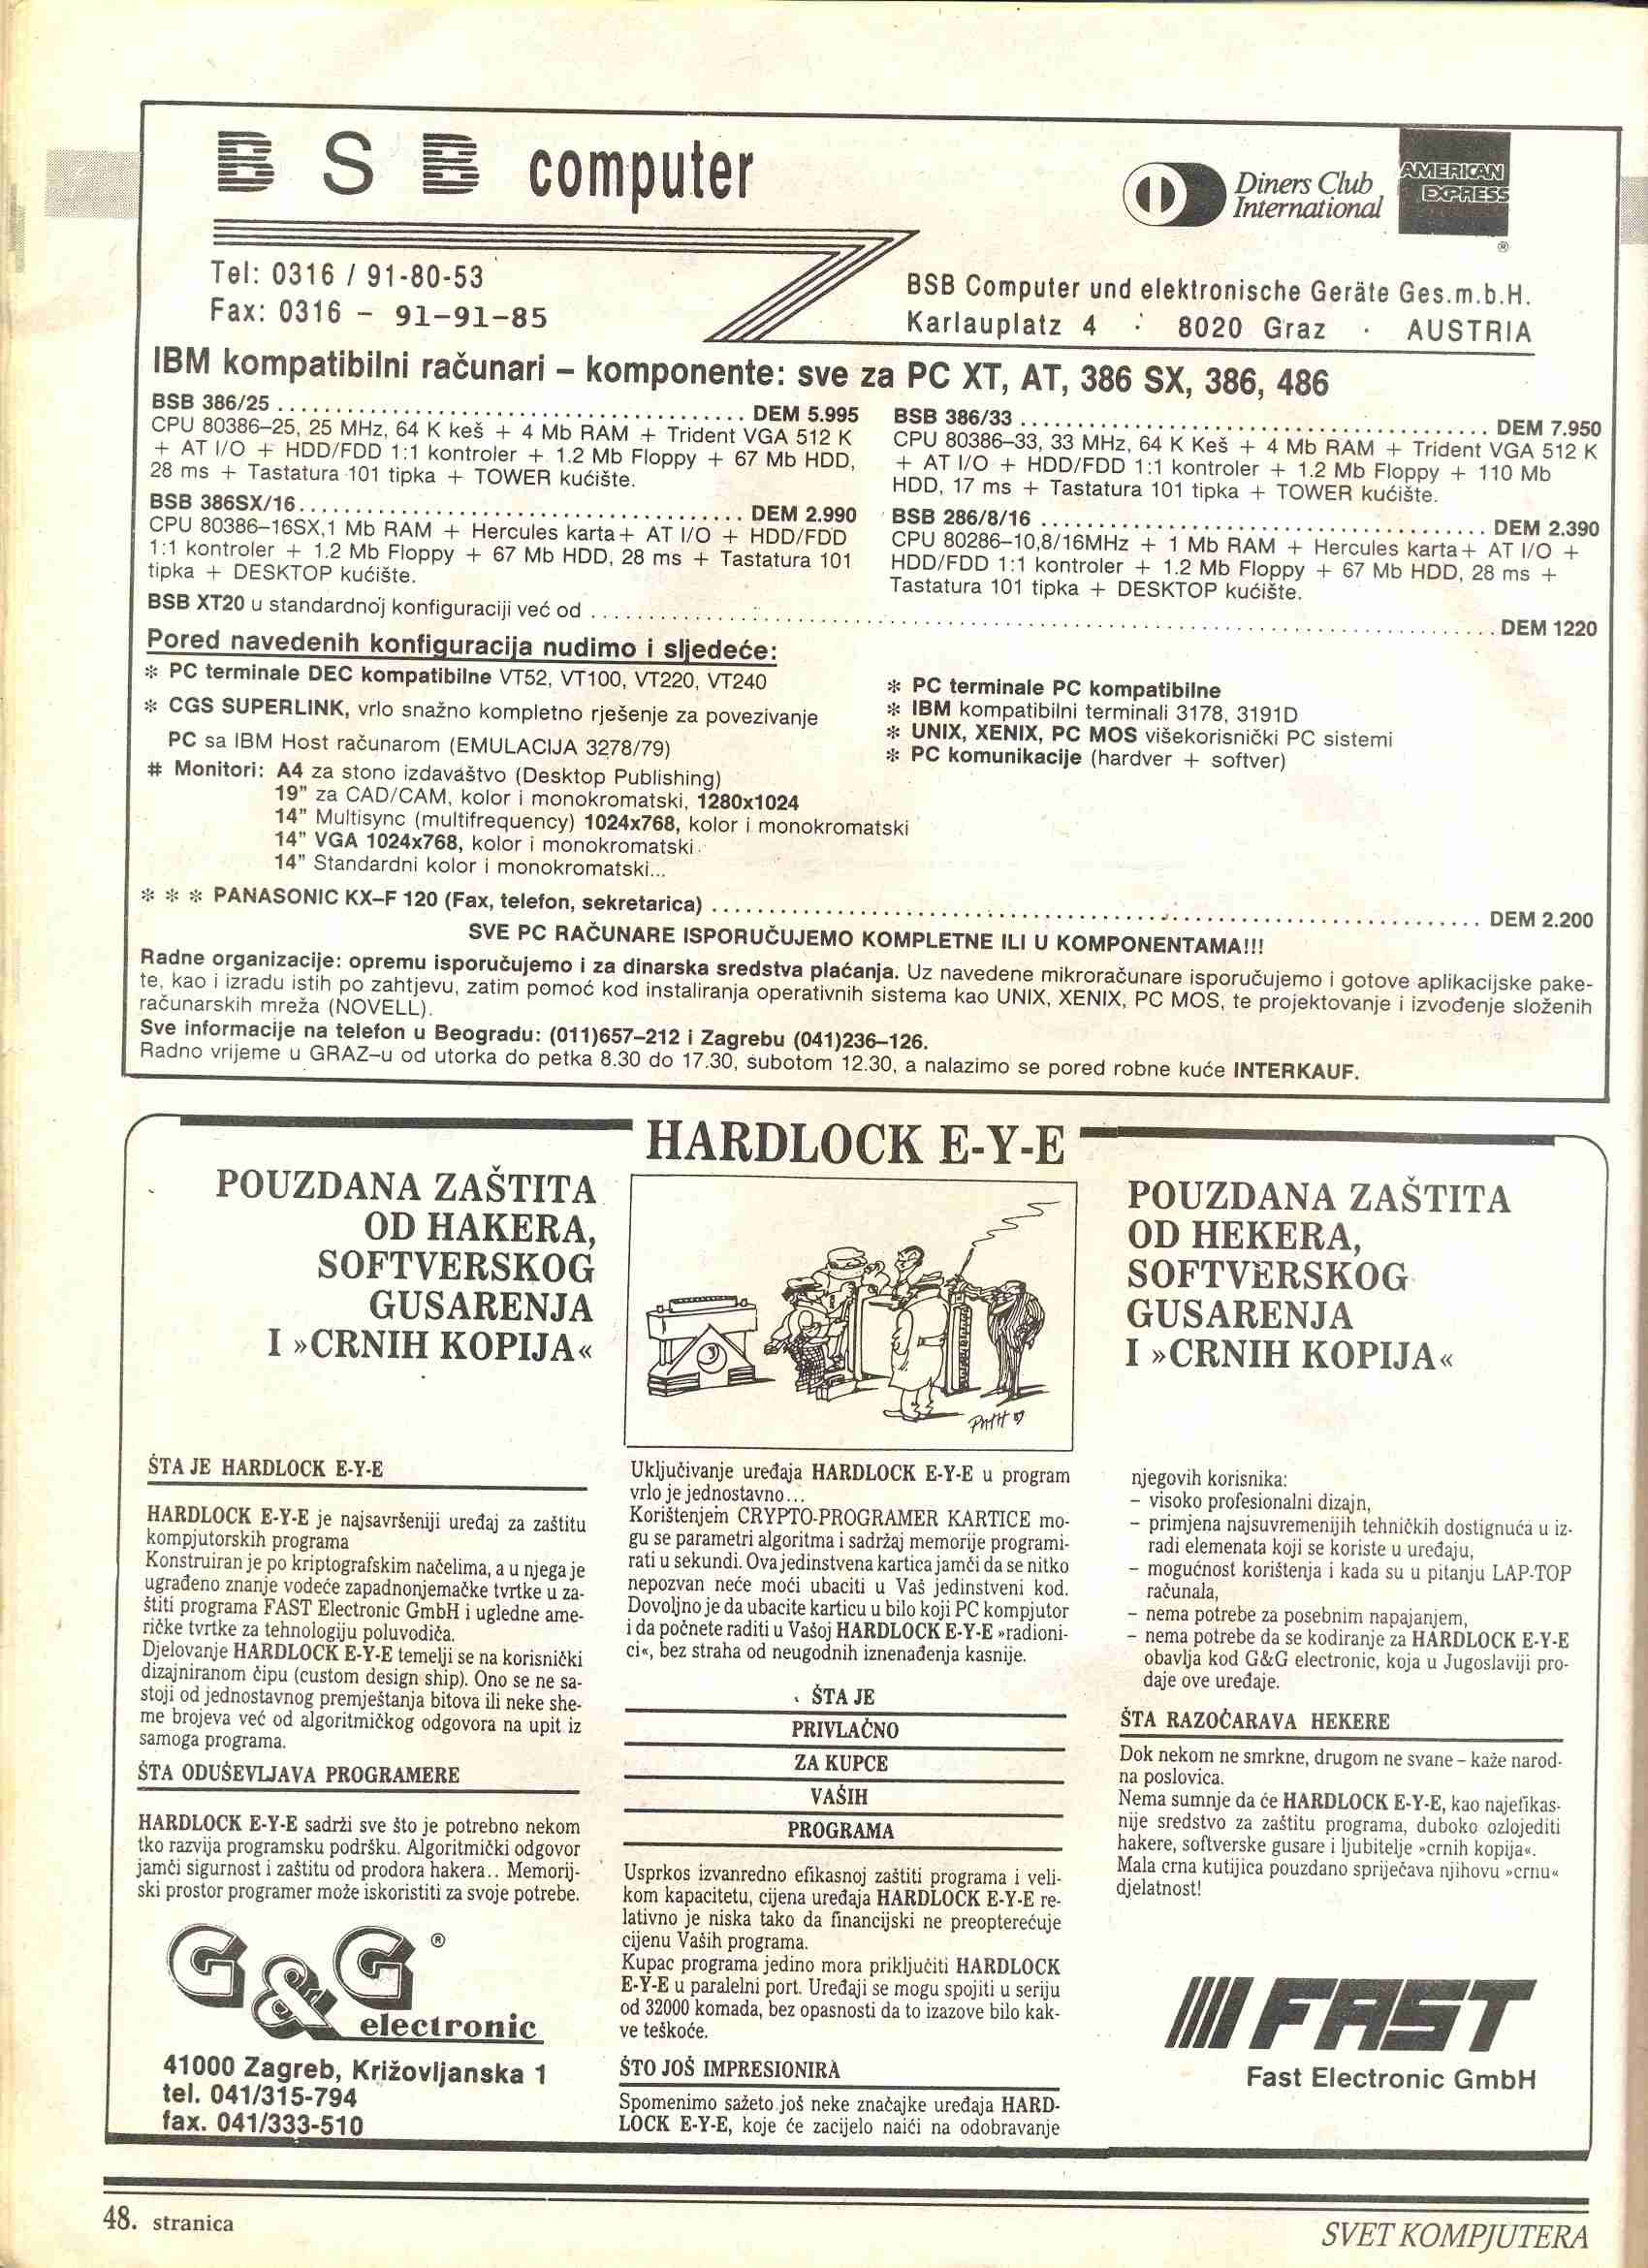 B S B computer
Diners Club
International
AMERICAN
EXPRESS
®
Tel: 0316 / 91-80-53
Fax: 0316 – 91–91–85
BSB Computer und elektronische Geräte Ges.m.b.H.
Karlauplatz 4 · 8020 Graz · AUSTRIA
IBM kompatibilni računari – komponente: sve za PC XT, AT, 386 SX, 386, 486
BSB 386/25 ........................................ DEM 5.995
CPU 80386–25, 25 MHz, 64 K keš + 4 Mb RAM + Trident VGA 512 K
+ AT I/O + HDD/FDD 1:1 kontroler + 1.2 Mb Floppy + 67 Mb HDD,
28 ms + Tastatura 101 tipka + TOWER kućište.
BSB 386SX/16...................................... DEM 2.990
CPU 80386–16SX,1 Mb RAM + Hercules karta+ AT I/O + HDD/FDD
1:1 kontroler + 1.2 Mb Floppy + 67 Mb HDD, 28 ms + Tastatura 101
tipka + DESKTOP kućište.
BSB 386/33 ........................................ DEM 7.950
CPU 80386–33, 33 MHz, 64 K Keš + 4 Mb RAM + Trident VGA 512 K
+ AT I/O + HDD/FDD 1:1 kontroler + 1.2 Mb Floppy + 110 Mb
HDD, 17 ms + Tastatura 101 tipka + TOWER kućište.
BSB 286/8/16 ...................................... DEM 2.390
CPU 80286–10,8/16MHz + 1 Mb RAM + Hercules karta+ AT I/O +
HDD/FDD 1:1 kontroler + 1.2 Mb Floppy + 67 Mb HDD, 28 ms +
Tastatura 101 tipka + DESKTOP kućište.
BSB XT20 u standardnoj konfiguraciji već od ........................................ DEM 1220
Pored navedenih konfiguracija nudimo i sljedeće:
* PC terminale DEC kompatibilne VT52, VT100, VT220, VT240
* CGS SUPERLINK, vrlo snažno kompletno rješenje za povezivanje
PC sa IBM Host računarom (EMULACIJA 3278/79)
* PC terminale PC kompatibilne
* IBM kompatibilni terminali 3178, 3191D
* UNIX, XENIX, PC MOS višekorisnički PC sistemi
* PC komunikacije (hardver + softver)
# Monitori: A4 za stono izdavaštvo (Desktop Publishing)
19" za CAD/CAM, kolor i monokromatski, 1280x1024
14" Multisync (multifrequency) 1024x768, kolor i monokromatski
14" VGA 1024x768, kolor i monokromatski
14" Standardni kolor i monokromatski...
* * * PANASONIC KX–F 120 (Fax, telefon, sekretarica) ........................................ DEM 2.200
SVE PC RAČUNARE ISPORUČUJEMO KOMPLETNE ILI U KOMPONENTAMA!!!
Radne organizacije: opremu isporučujemo i za dinarska sredstva plaćanja. Uz navedene mikroračunare isporučujemo i gotove aplikacijske pake-
te, kao i izradu istih po zahtjevu, zatim pomoć kod instaliranja operativnih sistema kao UNIX, XENIX, PC MOS, te projektovanje i izvođenje složenih
računarskih mreža (NOVELL).
Sve informacije na telefon u Beogradu: (011)657–212 i Zagrebu (041)236–126.
Radno vrijeme u GRAZ–u od utorka do petka 8.30 do 17.30, subotom 12.30, a nalazimo se pored robne kuće INTERKAUF.
HARDLOCK E-Y-E
POUZDANA ZAŠTITA
OD HAKERA,
SOFTVERSKOG
GUSARENJA
I »CRNIH KOPIJA«
POUZDANA ZAŠTITA
OD HEKERA,
SOFTVERSKOG
GUSARENJA
I »CRNIH KOPIJA«
ŠTA JE HARDLOCK E-Y-E
HARDLOCK E-Y-E je najsavršeniji uređaj za zaštitu
kompjutorskih programa
Konstruiran je po kriptografskim načelima, a u njega je
ugrađeno znanje vodeće zapadnonjemačke tvrtke u za-
štiti programa FAST Electronic GmbH i ugledne ame-
ričke tvrtke za tehnologiju poluvodiča.
Djelovanje HARDLOCK E-Y-E temelji se na korisnički
dizajniranom čipu (custom design ship). Ono se ne sa-
stoji od jednostavnog premještanja bitova ili neke she-
me brojeva već od algoritmičkog odgovora na upit iz
samoga programa.
ŠTA ODUŠEVLJAVA PROGRAMERE
HARDLOCK E-Y-E sadrži sve što je potrebno nekom
tko razvija programsku podršku. Algoritmički odgovor
jamči sigurnost i zaštitu od prodora hakera.. Memorij-
ski prostor programer može iskoristiti za svoje potrebe.
G&G ®
electronic
41000 Zagreb, Križovljanska 1
tel. 041/315-794
fax. 041/333-510
Uključivanje uređaja HARDLOCK E-Y-E u program
vrlo je jednostavno...
Korištenjem CRYPTO-PROGRAMER KARTICE mo-
gu se parametri algoritma i sadržaj memorije programi-
rati u sekundi. Ova jedinstvena kartica jamči da se nitko
nepozvan neće moći ubaciti u Vaš jedinstveni kod.
Dovoljno je da ubacite karticu u bilo koji PC kompjutor
i da počnete raditi u Vašoj HARDLOCK E-Y-E »radioni-
ci«, bez straha od neugodnih iznenađenja kasnije.
ŠTA JE
PRIVLAČNO
ZA KUPCE
VAŠIH
PROGRAMA
Usprkos izvanredno efikasnoj zaštiti programa i veli-
kom kapacitetu, cijena uređaja HARDLOCK E-Y-E re-
lativno je niska tako da financijski ne preopterećuje
cijenu Vaših programa.
Kupac programa jedino mora priključiti HARDLOCK
E-Y-E u paralelni port. Uređaji se mogu spojiti u seriju
od 32000 komada, bez opasnosti da to izazove bilo kak-
ve teškoće.
ŠTO JOŠ IMPRESIONIRA
Spomenimo sažeto još neke značajke uređaja HARD-
LOCK E-Y-E, koje će zacijelo naići na odobravanje
njegovih korisnika:
– visoko profesionalni dizajn,
– primjena najsuvremenijih tehničkih dostignuća u iz-
radi elemenata koji se koriste u uređaju,
– mogućnost korištenja i kada su u pitanju LAP-TOP
računala,
– nema potrebe za posebnim napajanjem,
– nema potrebe da se kodiranje za HARDLOCK E-Y-E
obavlja kod G&G electronic, koja u Jugoslaviji pro-
daje ove uređaje.
ŠTA RAZOČARAVA HEKERE
Dok nekom ne smrkne, drugom ne svane – kaže narod-
na poslovica.
Nema sumnje da će HARDLOCK E-Y-E, kao najefikas-
nije sredstvo za zaštitu programa, duboko ozlojediti
hakere, softverske gusare i ljubitelje »crnih kopija«.
Mala crna kutijica pouzdano spriječava njihovu »crnu«
djelatnost!
FAST
Fast Electronic GmbH
48. stranica
SVET KOMPJUTERA